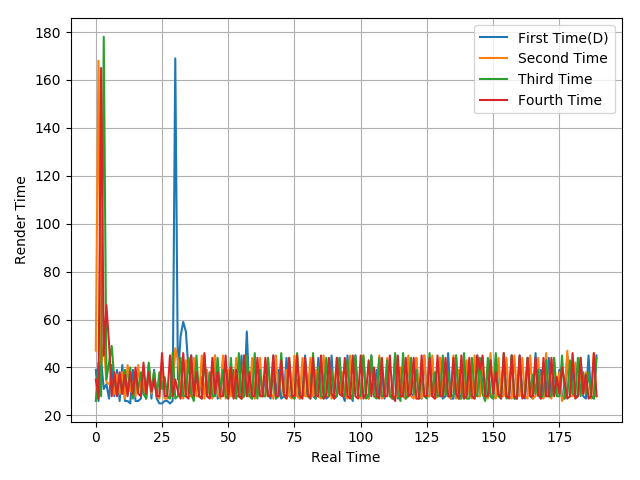 First Time(D)
Second Time
Third Time
Fourth Time
Render Time
180
160
140
120
100
80
60
40
20
0
25
50
75
100
125
150
175
Real Time